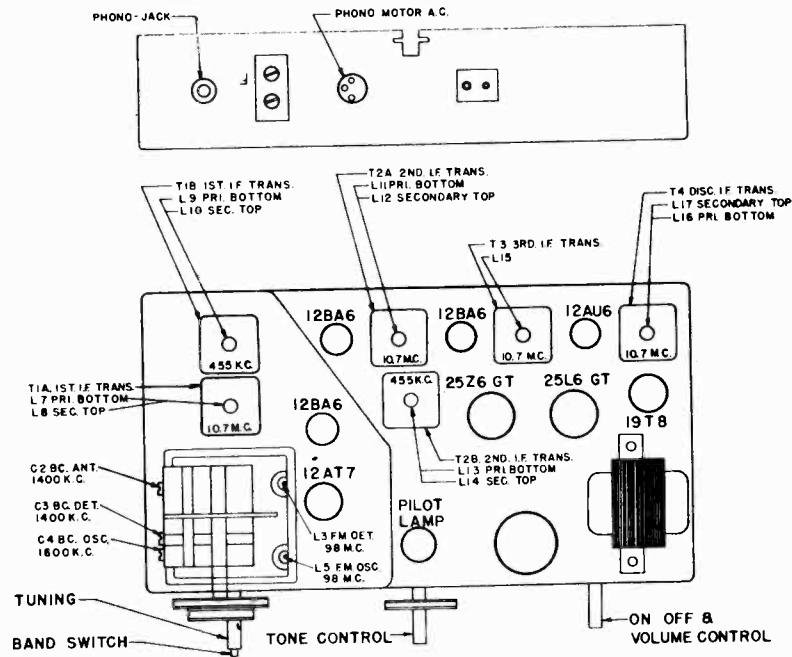 PHONO-JACK
PHONO MOTOR A.C.
T1B 1ST. I.F. TRANS.
L9 PRI. BOTTOM
L10 SEC. TOP
T2A 2ND. I.F. TRANS.
L11 PRI. BOTTOM
L12 SECONDARY TOP
T4 DISC. I.F. TRANS.
L17 SECONDARY TOP
L16 PRI. BOTTOM
T3 3RD. I.F. TRANS.
L15
12BA6
12BA6
12AU6
455 K.C.
10.7 M.C.
10.7 M.C.
10.7 M.C.
T1A, 1ST. I.F. TRANS.
L7 PRI. BOTTOM
L8 SEC. TOP
10.7 M.C.
455 K.C.
25Z6 GT
25L6 GT
19T8
12BA6
T2B. 2ND. I.F. TRANS.
L13 PRI. BOTTOM
L14 SEC. TOP
12AT7
C2 BC. ANT.
1400 K.C.
C3 BC. DET.
1400 K.C.
C4 BC. OSC.
1600 K.C.
PILOT
LAMP
L3 FM DET.
98 M.C.
L5 F.M OSC.
98 M.C.
TUNING
BAND SWITCH
TONE CONTROL
ON OFF &
VOLUME CONTROL